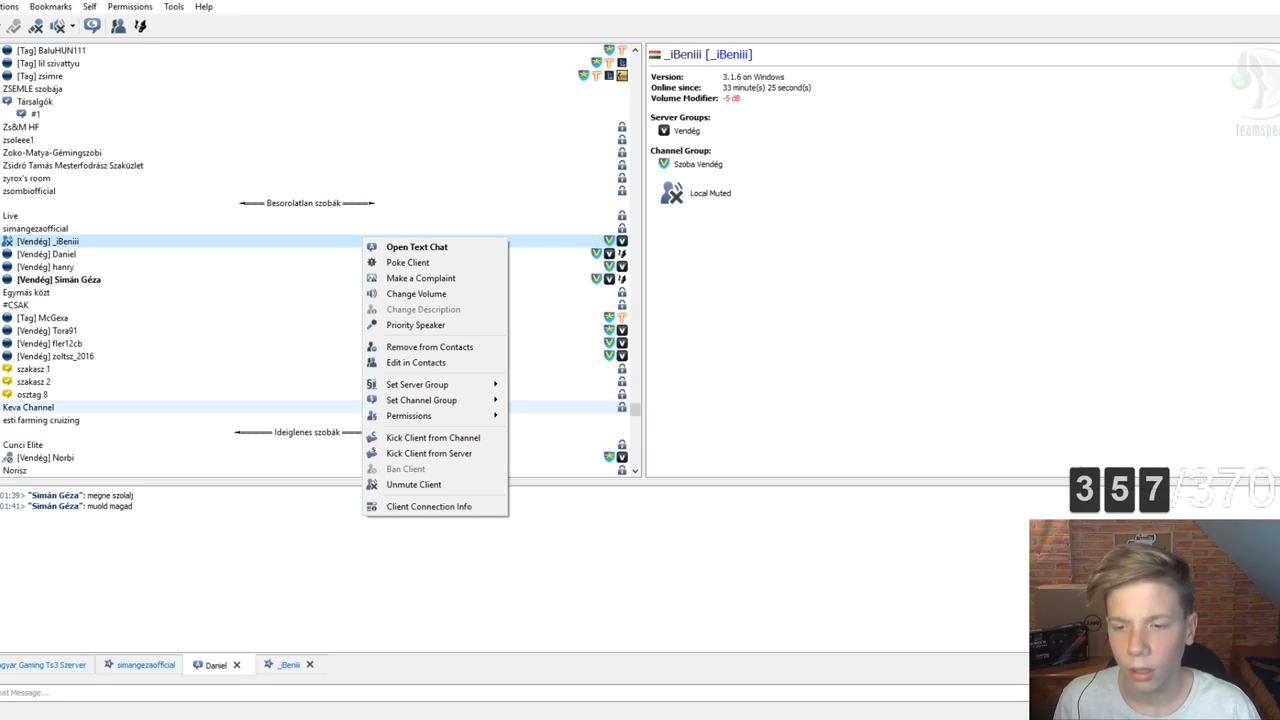 tions Bookmarks Self Permissions Tools Help
[Tag] BaluHUN111
[Tag] lil szivattyu
[Tag] zsimre
ZSEMLE szobája
Társalgók
#1
Zs&M HF
zsoleee1
Zoko-Matya-Gémingszobi
Zsidró Tamás Mesterfodrász Szaküzlet
zyrox's room
zsombiofficial
Besorolatlan szobák
Live
simangezaofficial
[Vendég] _iBeniii
[Vendég] Daniel
[Vendég] hanry
[Vendég] Simán Géza
Egymás közt
#CSAK
[Tag] McGexa
[Vendég] Tora91
[Vendég] fler12cb
[Vendég] zoltsz_2016
szakasz 1
szakasz 2
osztag 8
Keva Channel
esti farming cruizing
Ideiglenes szobák
Cunci Elite
[Vendég] Norbi
Norisz
Open Text Chat
Poke Client
Make a Complaint
Change Volume
Change Description
Priority Speaker
Remove from Contacts
Edit in Contacts
Set Server Group
Set Channel Group
Permissions
Kick Client from Channel
Kick Client from Server
Ban Client
Unmute Client
Client Connection Info
_iBeniii [_iBeniii]
Version: 3.1.6 on Windows
Online since: 33 minute(s) 25 second(s)
Volume Modifier: -5 dB
Server Groups:
Vendég
Channel Group:
Szoba Vendég
Local Muted
teamspea
357/370
01:39> "Simán Géza": megne szolalj
01:41> "Simán Géza": muold magad
agyar Gaming Ts3 Szerver simangezaofficial Daniel _iBeniii
hat Message...